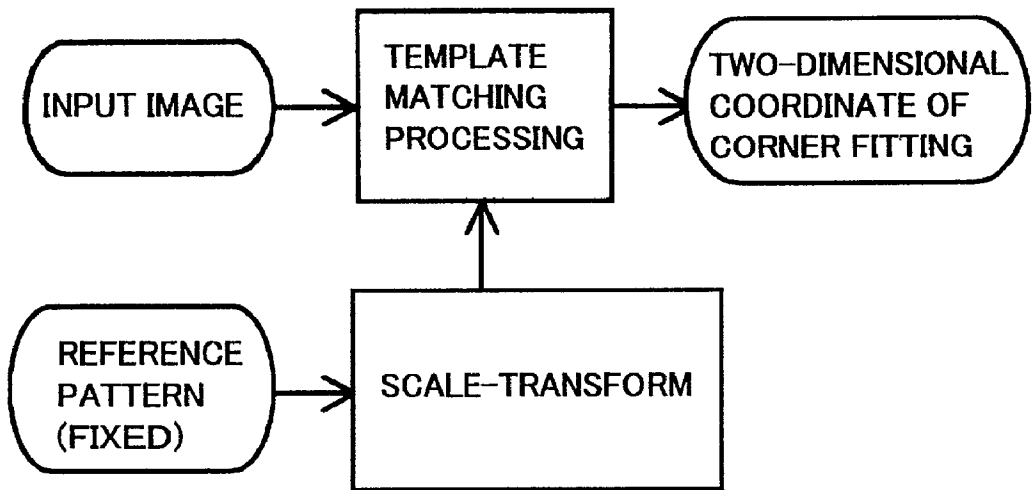 INPUT IMAGE
TEMPLATE
MATCHING
PROCESSING
TWO-DIMENSIONAL
COORDINATE OF
CORNER FITTING
REFERENCE
PATTERN
(FIXED)
SCALE-TRANSFORM